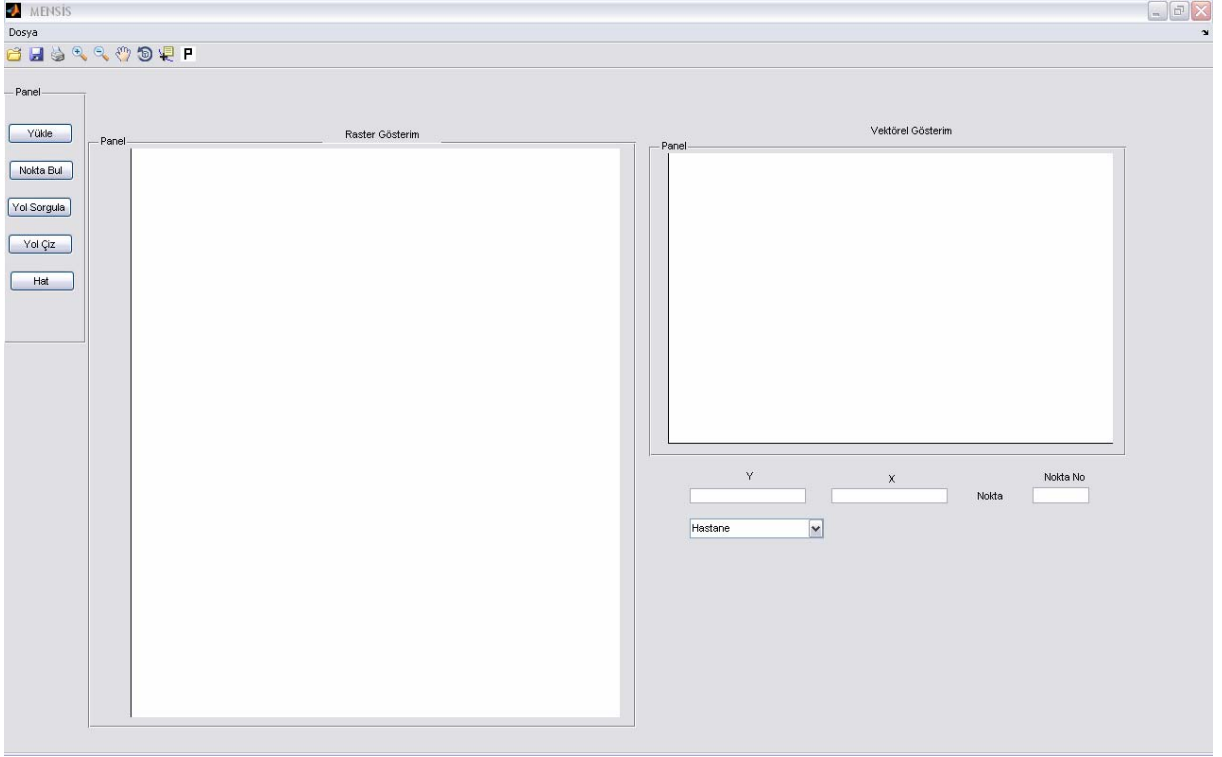 MENSİS
Dosya
P
Panel
Yükle
Nokta Bul
Yol Sorgula
Yol Çiz
Hat
Panel
Raster Gösterim
Vektörel Gösterim
Panel
Y
X
Nokta No
Nokta
Hastane